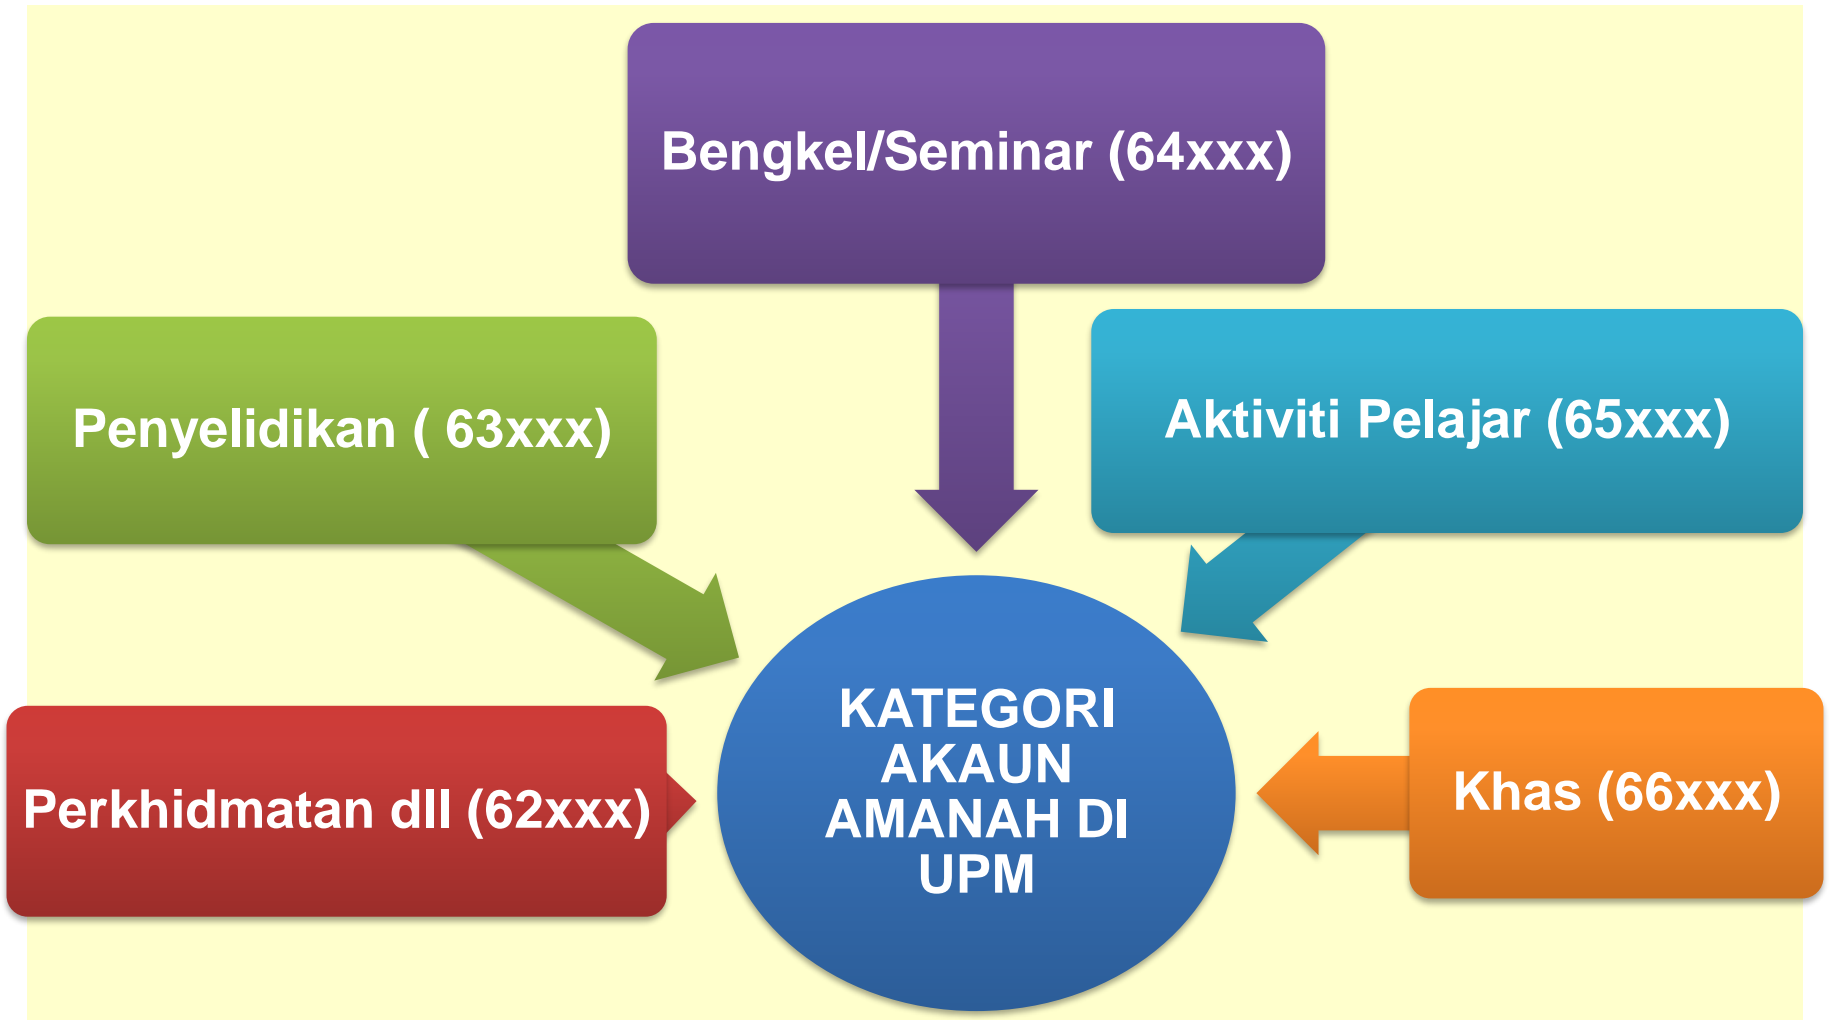 Bengkel/Seminar (64xxx)
Penyelidikan ( 63xxx)
Aktiviti Pelajar (65xxx)
Perkhidmatan dll (62xxx)
KATEGORI
AKAUN
AMANAH DI
UPM
Khas (66xxx)